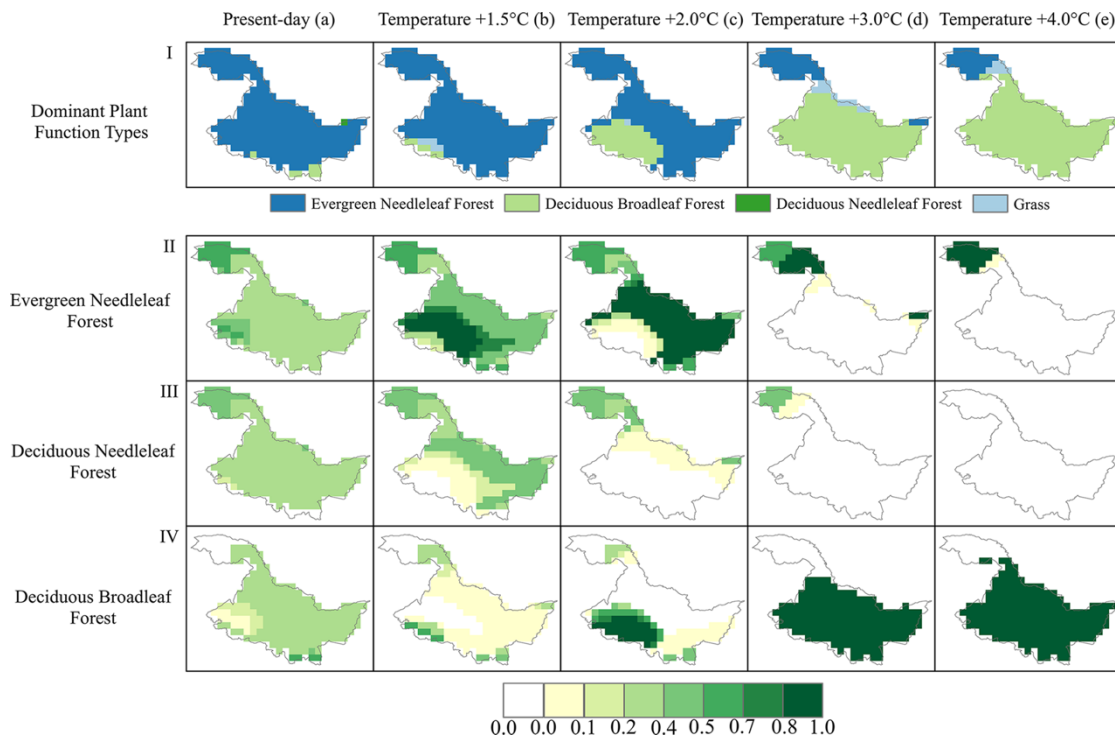 Present-day (a)
Temperature +1.5°C (b)
Temperature +2.0°C (c)
Temperature +3.0°C (d)
Temperature +4.0°C (e)
I
Dominant Plant
Function Types
Evergreen Needleleaf Forest
Deciduous Broadleaf Forest
Deciduous Needleleaf Forest
Grass
II
Evergreen Needleleaf
Forest
III
Deciduous Needleleaf
Forest
IV
Deciduous Broadleaf
Forest
0.0 0.0 0.1 0.2 0.4 0.5 0.7 0.8 1.0